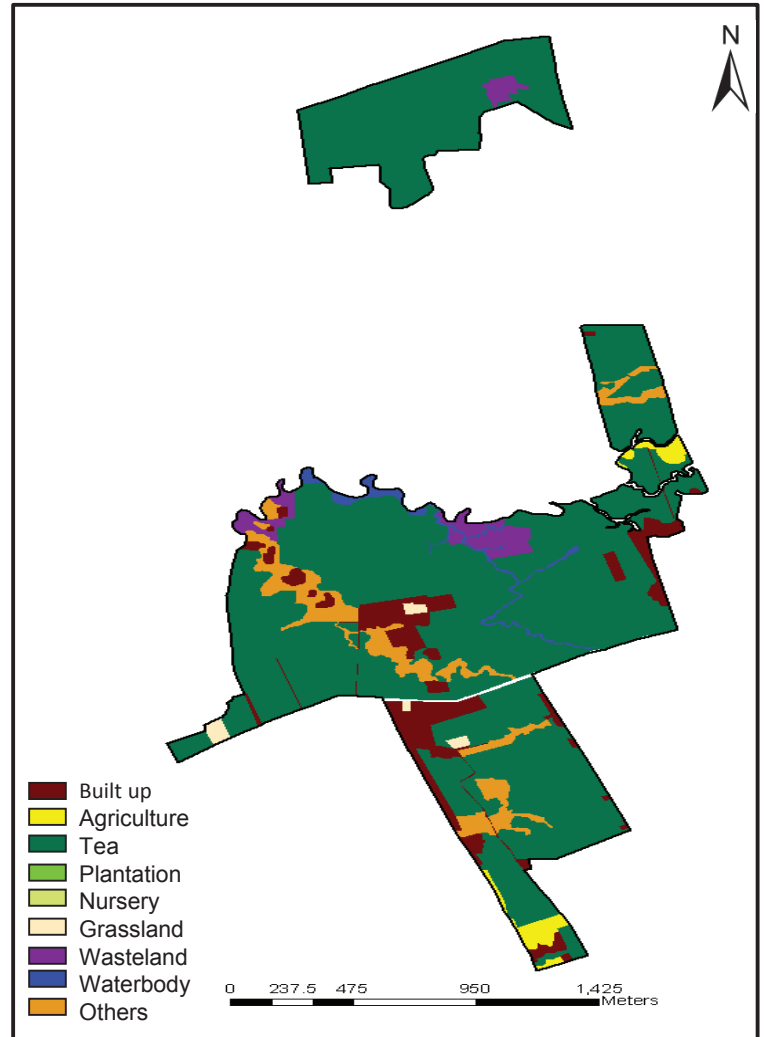 N
Built up
Agriculture
Tea
Plantation
Nursery
Grassland
Wasteland
Waterbody
Others
0 237.5 475 950 1,425
Meters